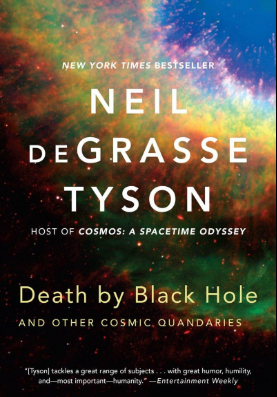 NEW YORK TIMES BESTSELLER
NEIL
DEGRASSE
TYSON
HOST OF COSMOS: A SPACETIME ODYSSEY
Death by Black Hole
AND OTHER COSMIC QUANDARIES
"[Tyson] tackles a great range of subjects . . . with great humor, humility,
and—most important—humanity." —Entertainment Weekly